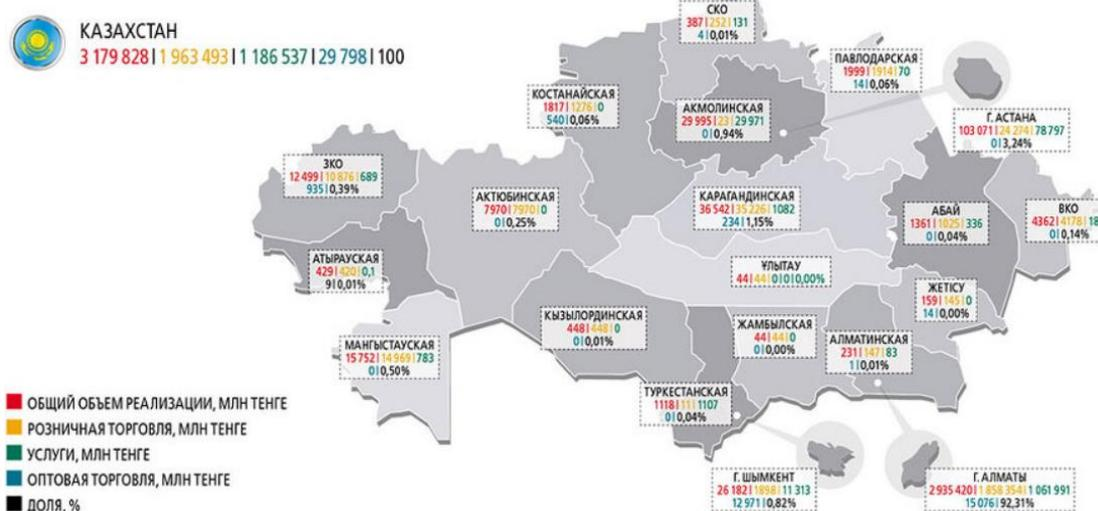 КАЗАХСТАН
3 179 828 | 1 963 493 | 1 186 537 | 29 798 | 100
СКО
387 | 252 | 131
4 | 0,01%
ПАВЛОДАРСКАЯ
1999 | 1914 | 70
14 | 0,06%
КОСТАНАЙСКАЯ
1817 | 1276 | 0
540 | 0,06%
АКМОЛИНСКАЯ
29 995 | 23 | 29 971
0 | 0,94%
Г. АСТАНА
103 071 | 24 274 | 78 797
0 | 3,24%
ЗКО
12 499 | 10 876 | 689
935 | 0,39%
АКТЮБИНСКАЯ
7970 | 7970 | 0
0 | 0,25%
КАРАГАНДИНСКАЯ
36 542 | 35 226 | 1082
234 | 1,15%
АБАЙ
1361 | 1025 | 336
0 | 0,04%
ВКО
4362 | 4178 | 18
0 | 0,14%
АТЫРАУСКАЯ
429 | 420 | 0,1
9 | 0,01%
ҰЛЫТАУ
44 | 44 | 0 | 0 | 0,00%
ЖЕТІСУ
159 | 145 | 0
14 | 0,00%
КЫЗЫЛОРДИНСКАЯ
448 | 448 | 0
0 | 0,01%
ЖАМБЫЛСКАЯ
44 | 44 | 0
0 | 0,00%
АЛМАТИНСКАЯ
231 | 147 | 83
1 | 0,01%
МАНГЫСТАУСКАЯ
15 752 | 14 969 | 783
0 | 0,50%
ТУРКЕСТАНСКАЯ
1118 | 11 | 1107
0 | 0,04%
Г. ШЫМКЕНТ
26 182 | 1898 | 11 313
12 971 | 0,82%
Г. АЛМАТЫ
2 935 420 | 1 858 354 | 1 061 991
15 076 | 92,31%
ОБЩИЙ ОБЪЕМ РЕАЛИЗАЦИИ, МЛН ТЕНГЕ
РОЗНИЧНАЯ ТОРГОВЛЯ, МЛН ТЕНГЕ
УСЛУГИ, МЛН ТЕНГЕ
ОПТОВАЯ ТОРГОВЛЯ, МЛН ТЕНГЕ
ДОЛЯ, %